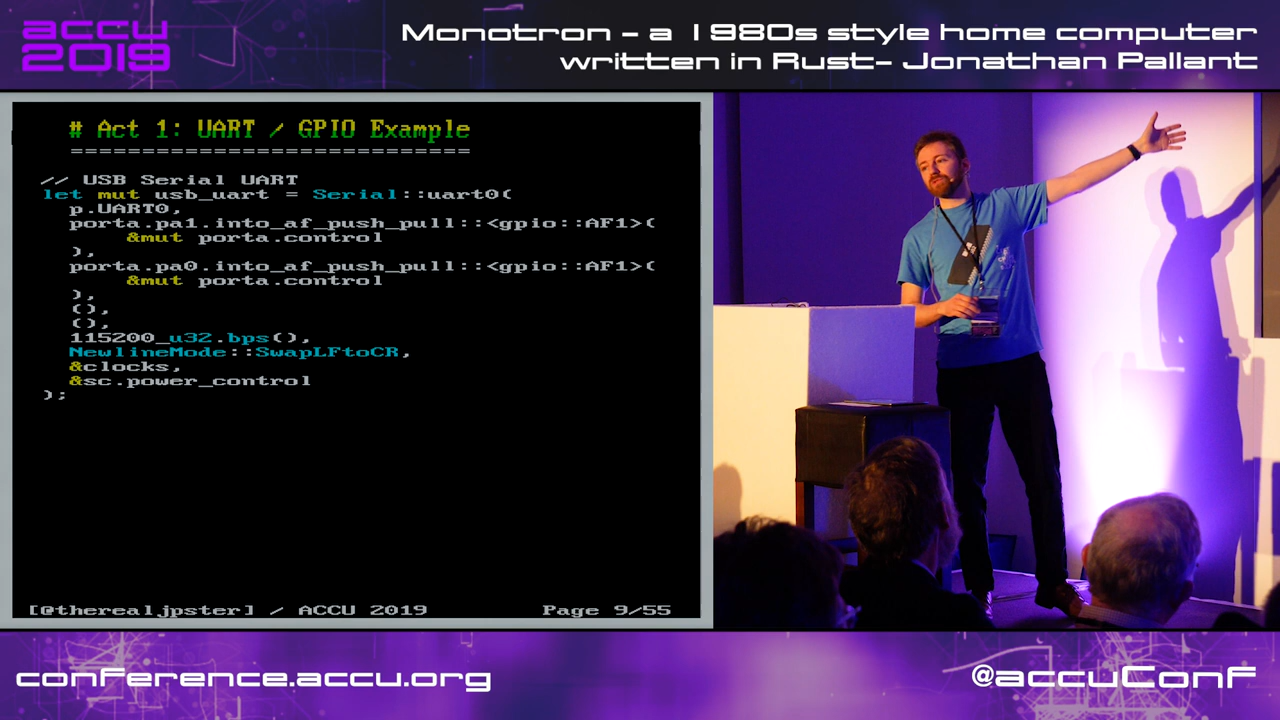 accu
2019
Monotron - a 1980s style home computer
written in Rust- Jonathan Pallant
# Act 1: UART / GPIO Example
============================
// USB Serial UART
let mut usb_uart = Serial::uart0(
p.UART0,
porta.pa1.into_af_push_pull::<gpio::AF1>(
&mut porta.control
),
porta.pa0.into_af_push_pull::<gpio::AF1>(
&mut porta.control
),
(),
(),
115200_u32.bps(),
NewlineMode::SwapLFtoCR,
&clocks,
&sc.power_control
);
[@therealjpster] / ACCU 2019
Page 9/55
conference.accu.org
@accuConf